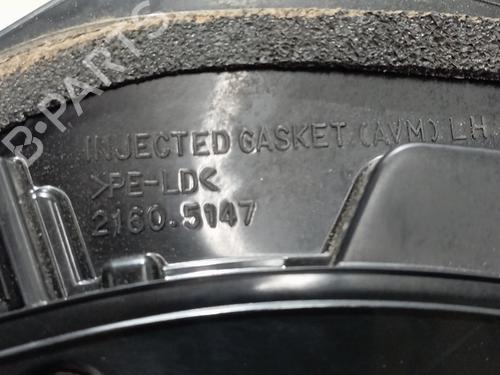 B-PARTS
INJECTED GASKET (AVM) LH
>PE-LD<
2160.5147